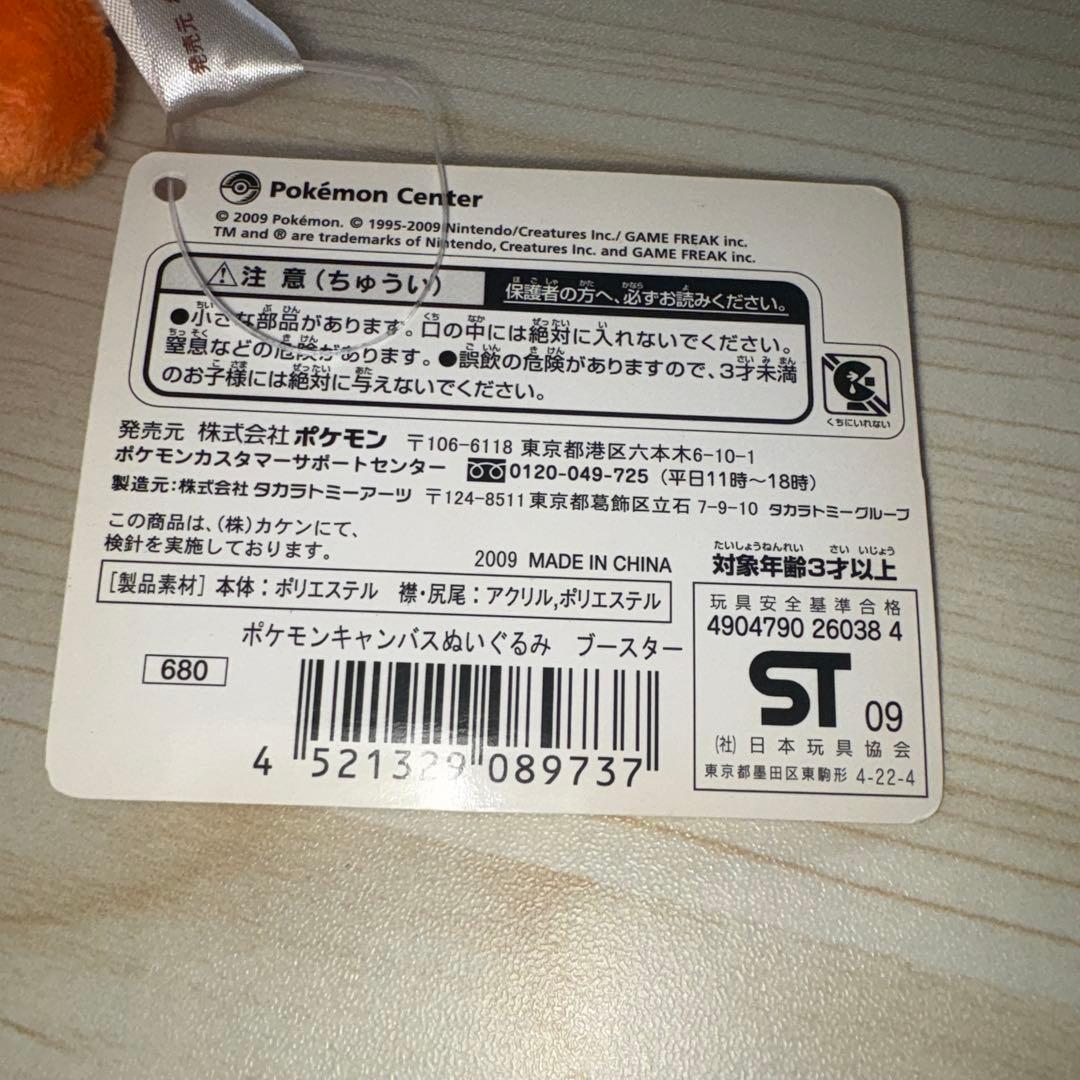 発売元
Pokémon Center
© 2009 Pokémon. © 1995-2009 Nintendo/Creatures Inc./ GAME FREAK inc.
TM and ® are trademarks of Nintendo, Creatures Inc. and GAME FREAK inc.
注 意 (ちゅうい)
保護者の方へ、必ずお読みください。
●小さな部品があります。口の中には絶対に入れないでください。
窒息などの危険があります。●誤飲の危険がありますので、3才未満
のお子様には絶対に与えないでください。
くちにいれない
発売元 株式会社ポケモン 〒106-6118 東京都港区六本木6-10-1
ポケモンカスタマーサポートセンター 0120-049-725 (平日11時～18時)
製造元:株式会社 タカラトミーアーツ 〒124-8511 東京都葛飾区立石 7-9-10 タカラトミーグループ
この商品は、(株)カケンにて、
検針を実施しております。
2009 MADE IN CHINA
[製品素材] 本体：ポリエステル 襟・尻尾：アクリル,ポリエステル
ポケモンキャンバスぬいぐるみ ブースター
680
4 521329 089737
対象年齢3才以上
玩具安全基準合格
4904790 26038 4
ST 09
(社) 日本玩具協会
東京都墨田区東駒形 4-22-4